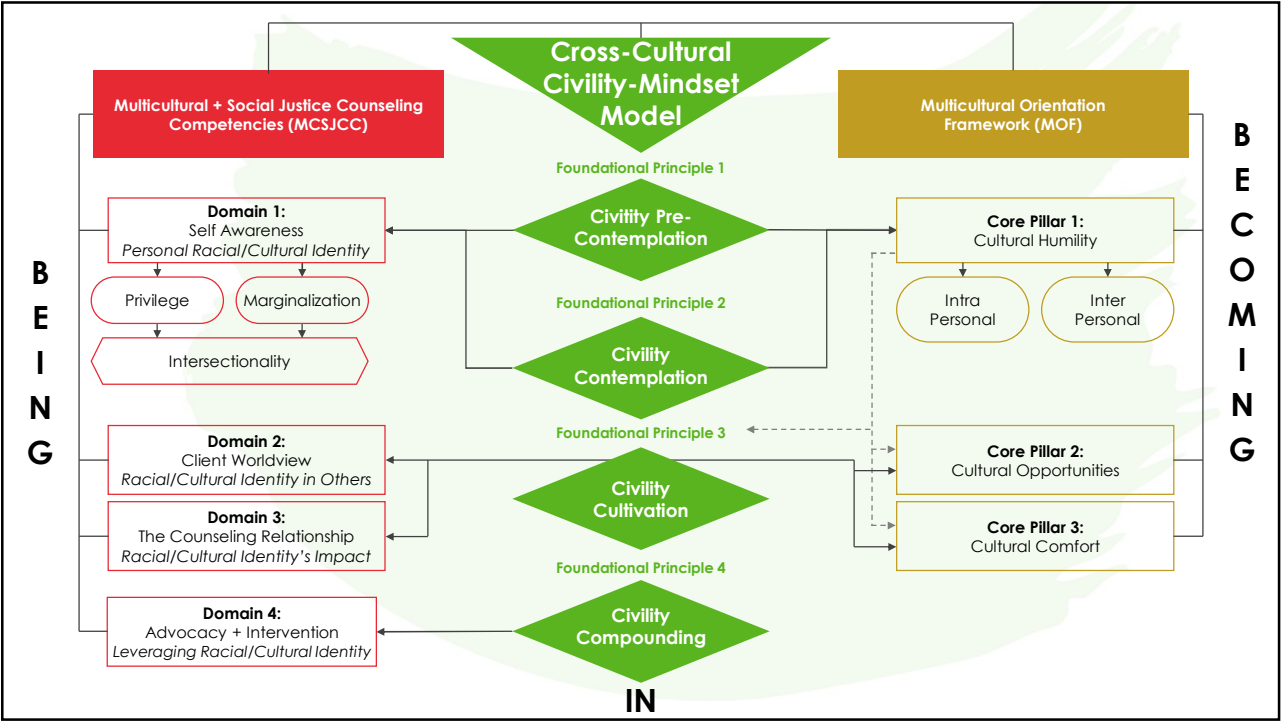 Cross-Cultural
Civility-Mindset
Model
Multicultural + Social Justice Counseling
Competencies (MCSJCC)
Multicultural Orientation
Framework (MOF)
BEING
BECOMING
Foundational Principle 1
Civitity Pre-
Contemplation
Domain 1:
Self Awareness
Personal Racial/Cultural Identity
Privilege
Marginalization
Intersectionality
Core Pillar 1:
Cultural Humility
Intra
Personal
Inter
Personal
Foundational Principle 2
Civility
Contemplation
Foundational Principle 3
Civility
Cultivation
Domain 2:
Client Worldview
Racial/Cultural Identity in Others
Domain 3:
The Counseling Relationship
Racial/Cultural Identity's Impact
Core Pillar 2:
Cultural Opportunities
Core Pillar 3:
Cultural Comfort
Foundational Principle 4
Civility
Compounding
Domain 4:
Advocacy + Intervention
Leveraging Racial/Cultural Identity
IN